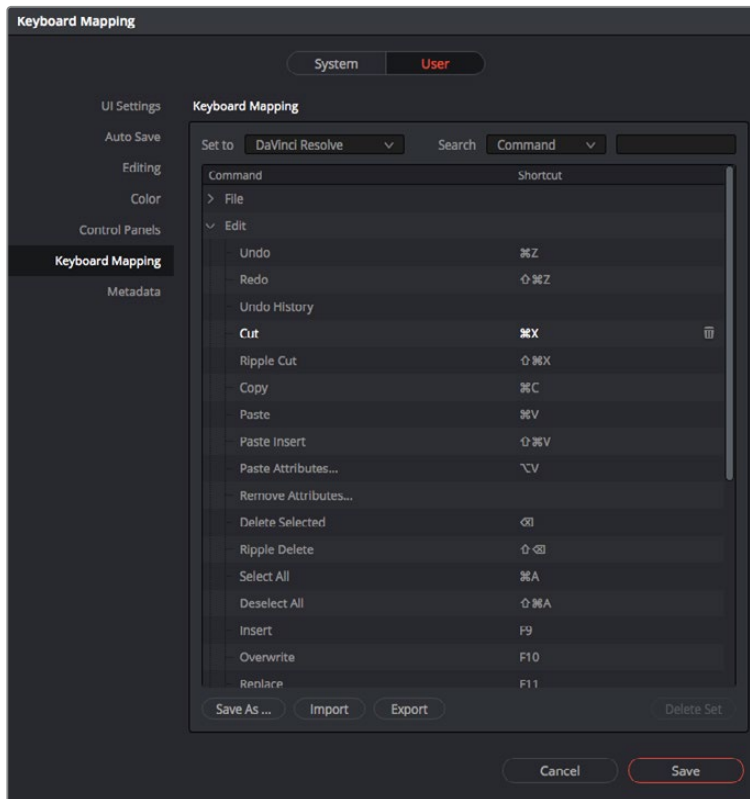 Keyboard Mapping
System User
UI Settings
Auto Save
Editing
Color
Control Panels
Keyboard Mapping
Metadata
Keyboard Mapping
Set to DaVinci Resolve Search Command
Command Shortcut
File
Edit
Undo ⌘Z
Redo ⇧⌘Z
Undo History
Cut ⌘X
Ripple Cut ⇧⌘X
Copy ⌘C
Paste ⌘V
Paste Insert ⇧⌘V
Paste Attributes... ⌥V
Remove Attributes...
Delete Selected ⌫
Ripple Delete ⇧⌫
Select All ⌘A
Deselect All ⇧⌘A
Insert F9
Overwrite F10
Replace F11
Save As ... Import Export Delete Set
Cancel Save